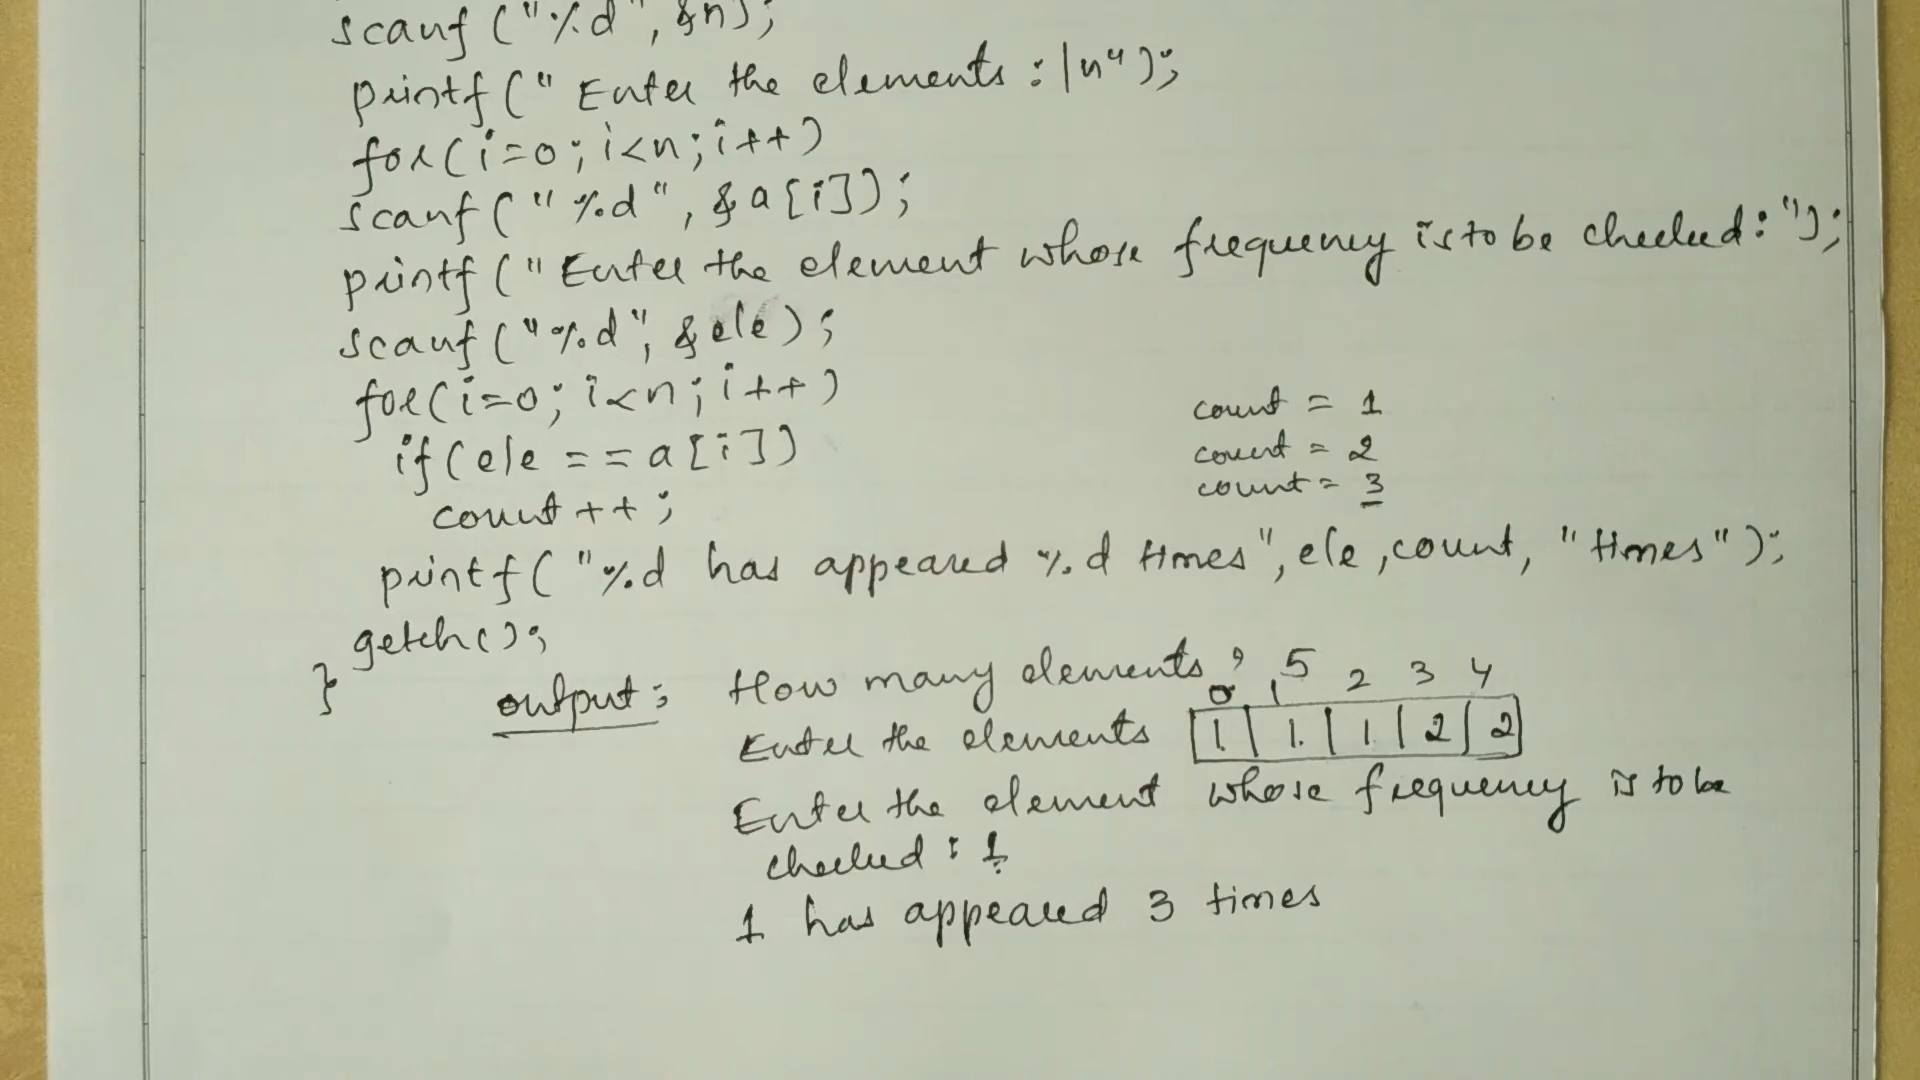 scanf ("%d", &n);
printf (" Enter the elements : \n");
for(i=0; i<n; i++)
scanf ("%d", &a[i]);
printf ("Enter the element whose frequency is to be checked: ");
scanf ("%d", &ele);
for(i=0; i<n; i++)
if(ele == a[i])
count = 1
count = 2
count++;
count = 3
printf ("%d has appeared %d times", ele, count, "times");
getch();
}
output: How many elements? 5
0 1 2 3 4
Enter the elements 1 1 1 2 2
Enter the element whose frequency is to be
checked : 1
1 has appeared 3 times